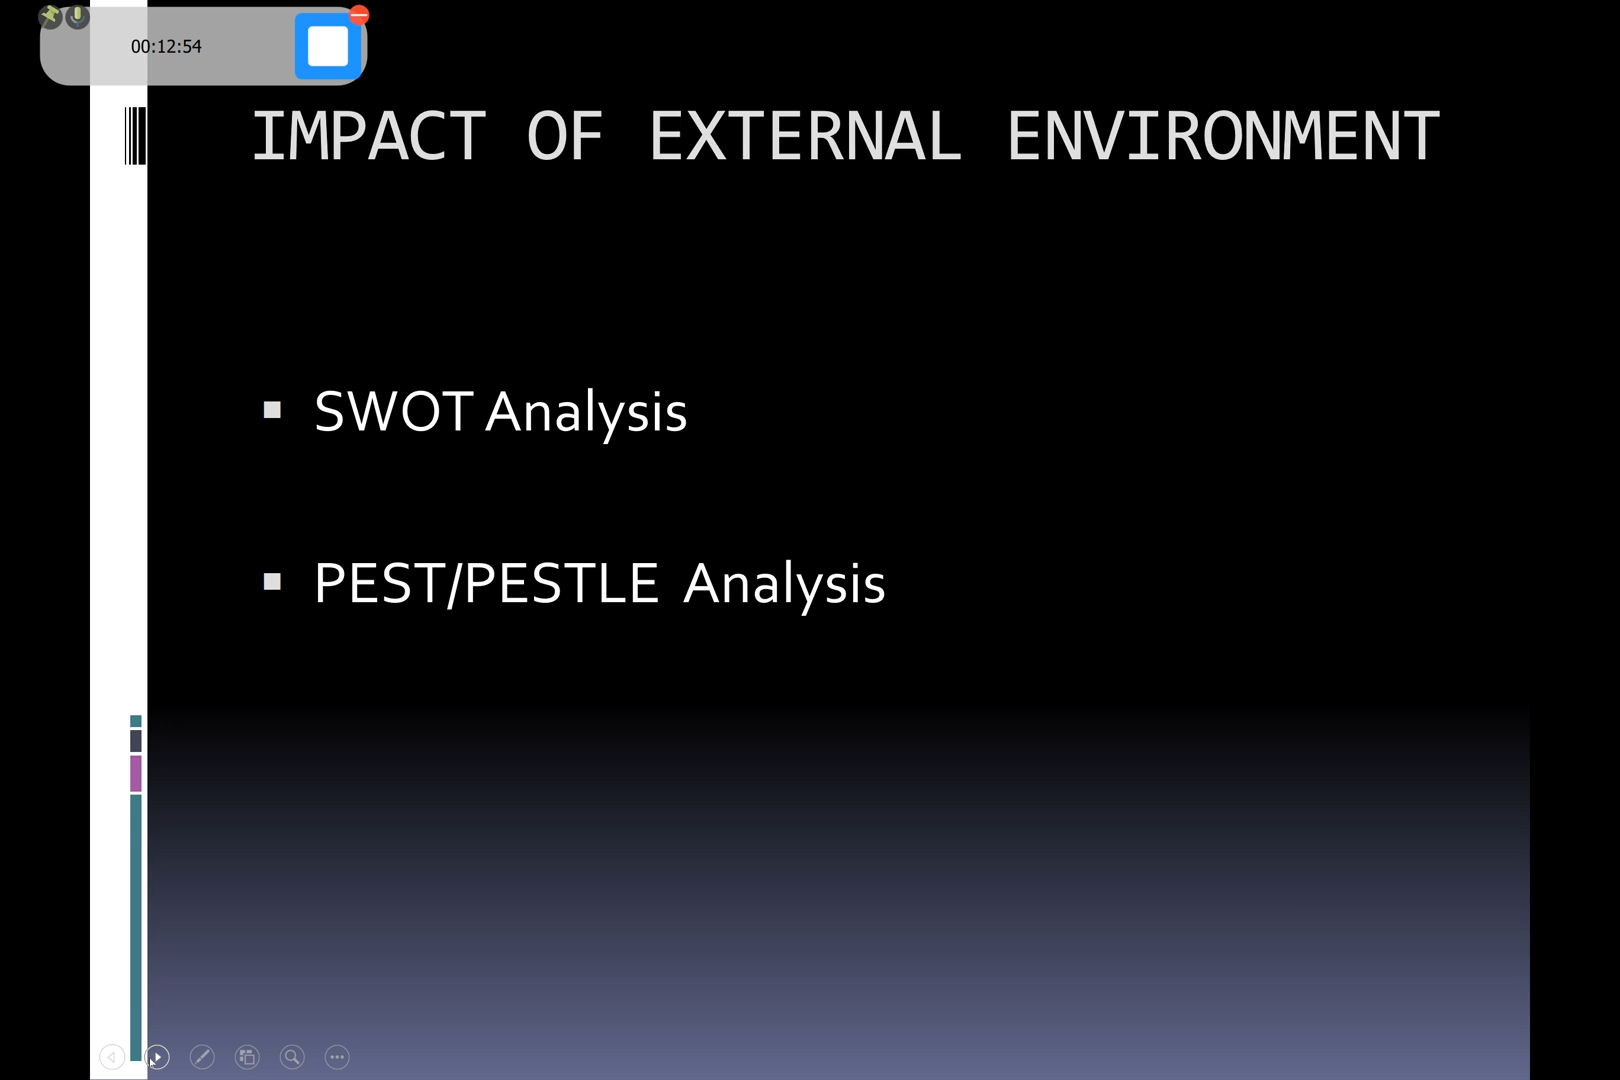 00:12:54
IMPACT OF EXTERNAL ENVIRONMENT
SWOT Analysis
PEST/PESTLE Analysis